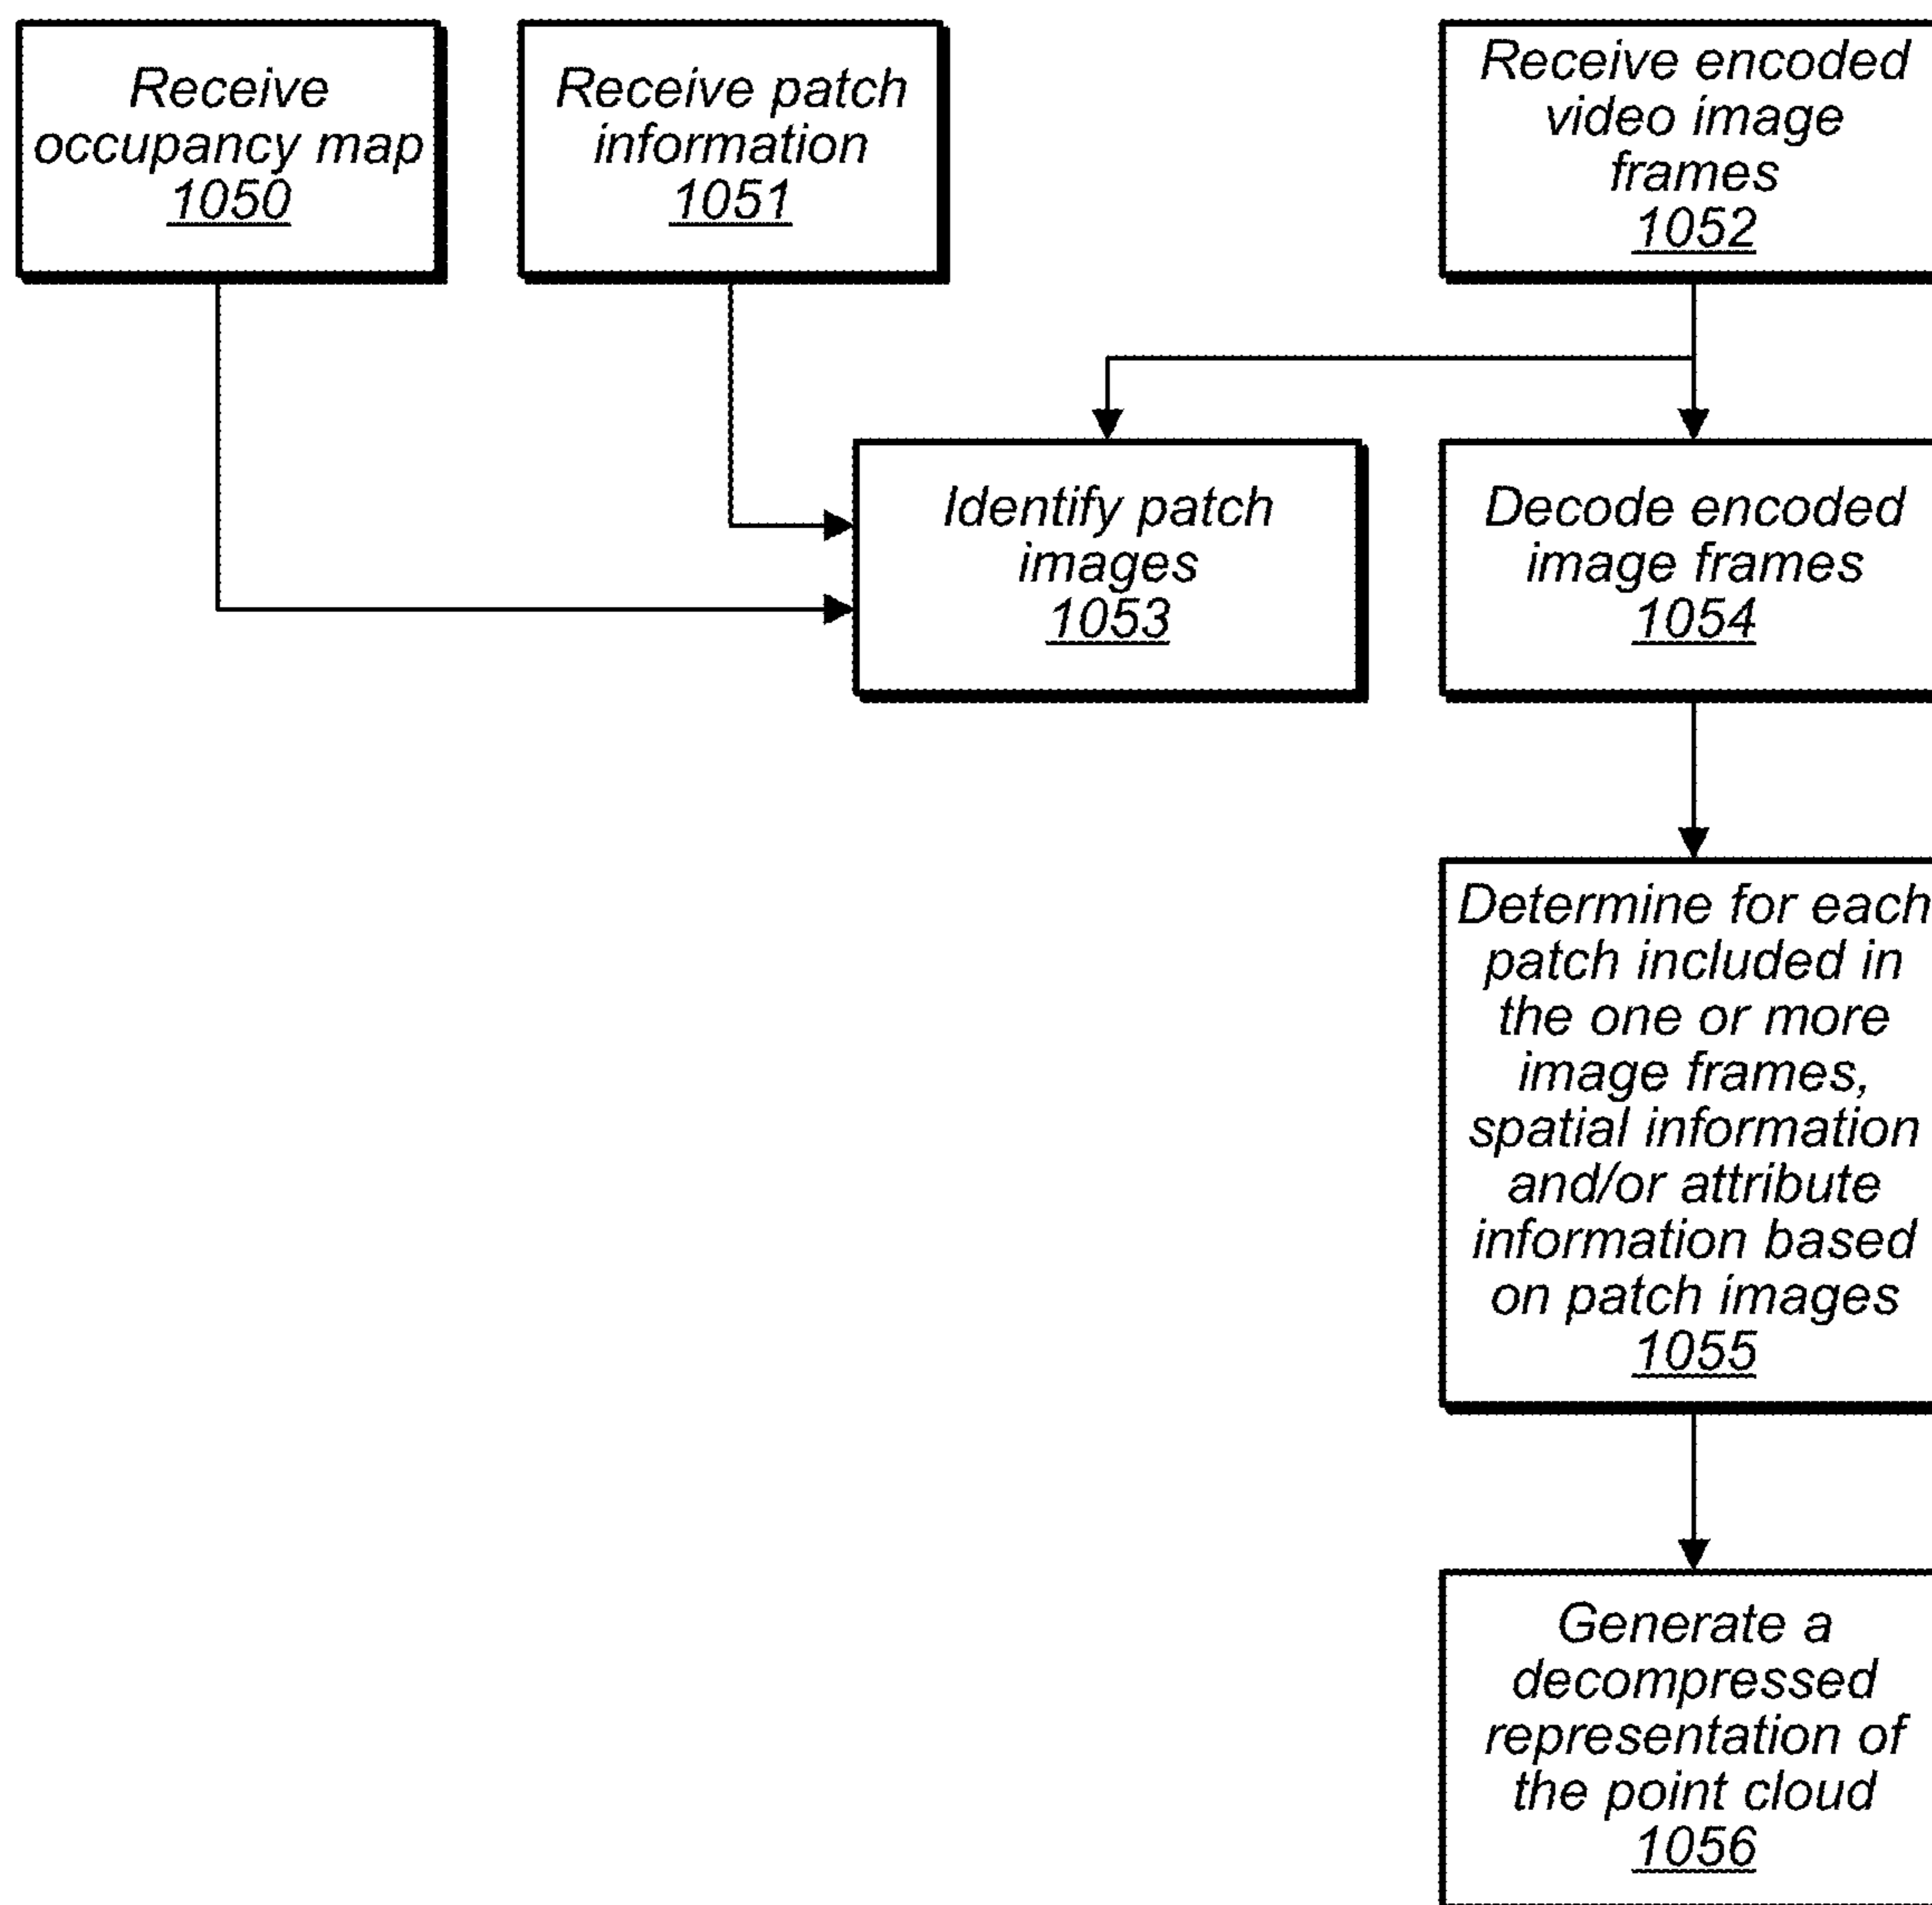 Receive
occupancy map
1050
Receive patch
information
1051
Receive encoded
video image
frames
1052
Identify patch
images
1053
Decode encoded
image frames
1054
Determine for each
patch included in
the one or more
image frames,
spatial information
and/or attribute
information based
on patch images
1055
Generate a
decompressed
representation of
the point cloud
1056